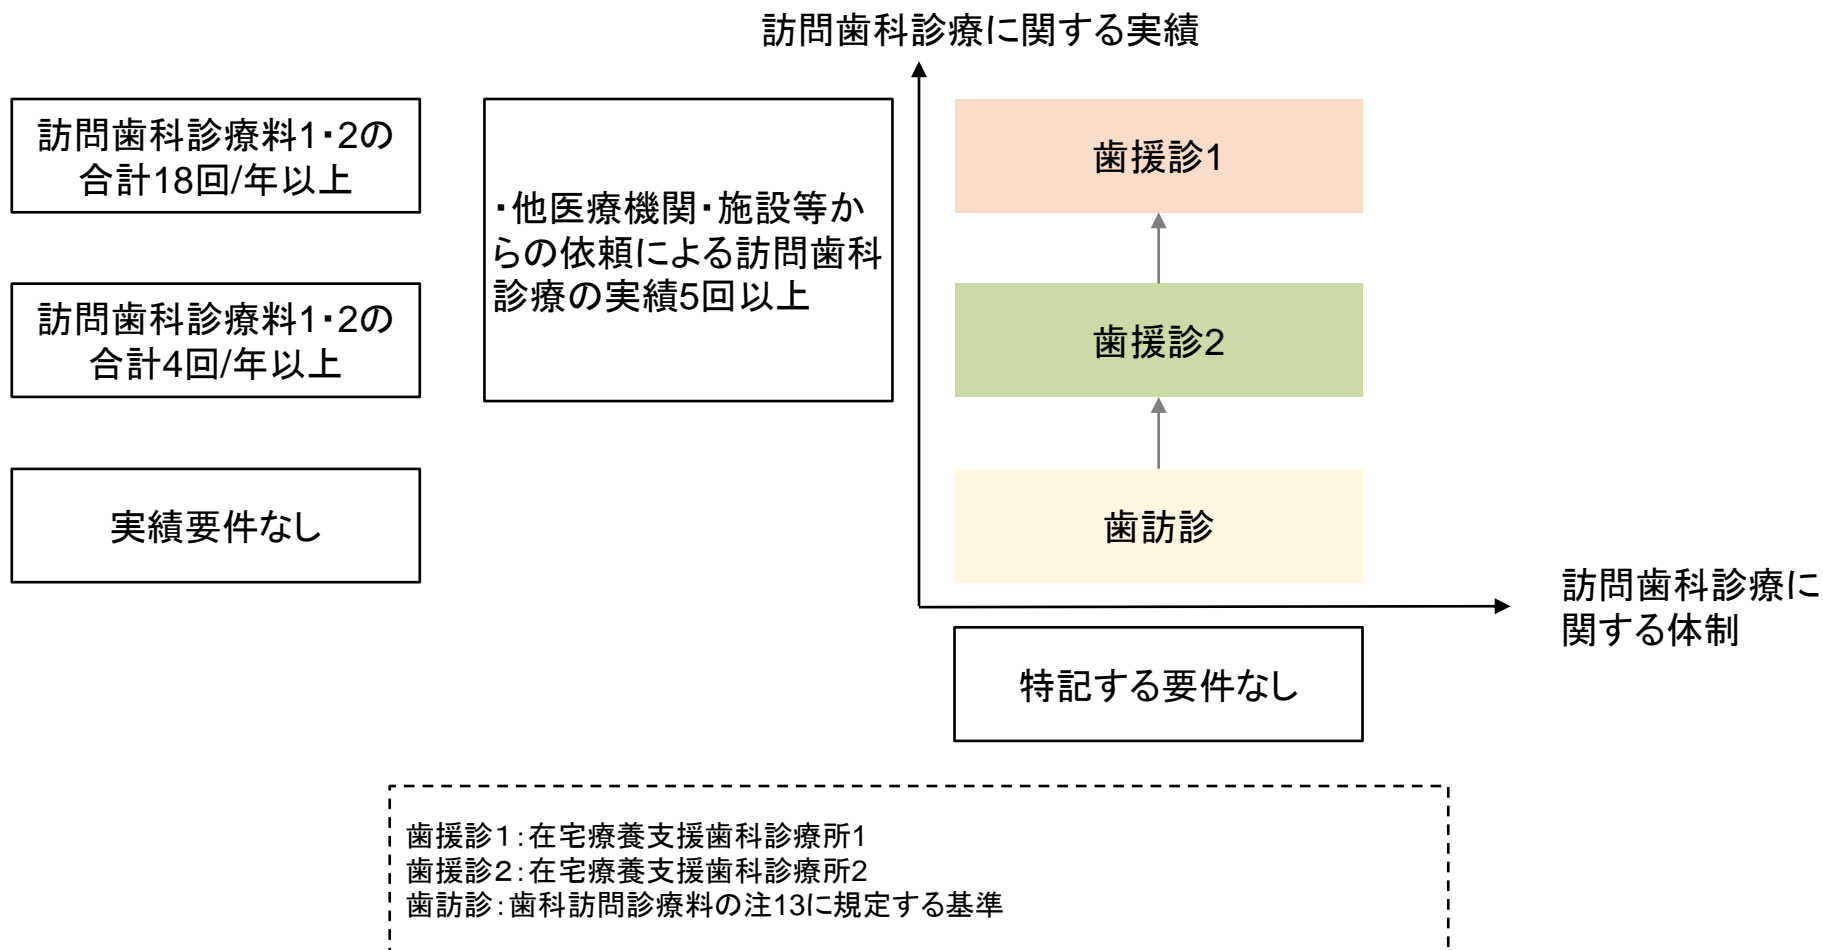 訪問歯科診療に関する実績
訪問歯科診療料1・2の
合計18回/年以上
・他医療機関・施設等か
らの依頼による訪問歯科
診療の実績5回以上
歯援診1
訪問歯科診療料1・2の
合計4回/年以上
歯援診2
実績要件なし
歯訪診
訪問歯科診療に
関する体制
特記する要件なし
歯援診１：在宅療養支援歯科診療所1
歯援診２：在宅療養支援歯科診療所2
歯訪診：歯科訪問診療料の注13に規定する基準